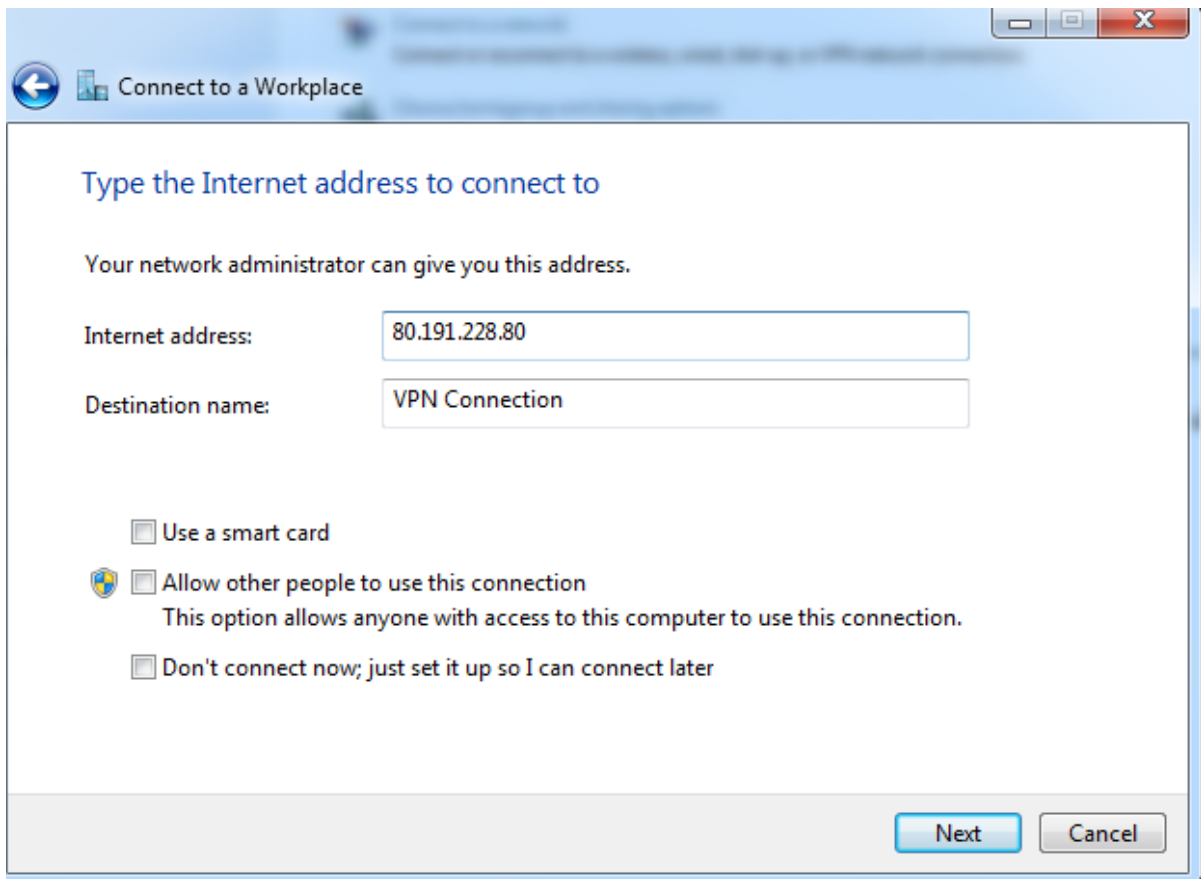 Connect to a Workplace
Type the Internet address to connect to
Your network administrator can give you this address.
Internet address: 80.191.228.80
Destination name: VPN Connection
Use a smart card
Allow other people to use this connection
This option allows anyone with access to this computer to use this connection.
Don't connect now; just set it up so I can connect later
Next Cancel